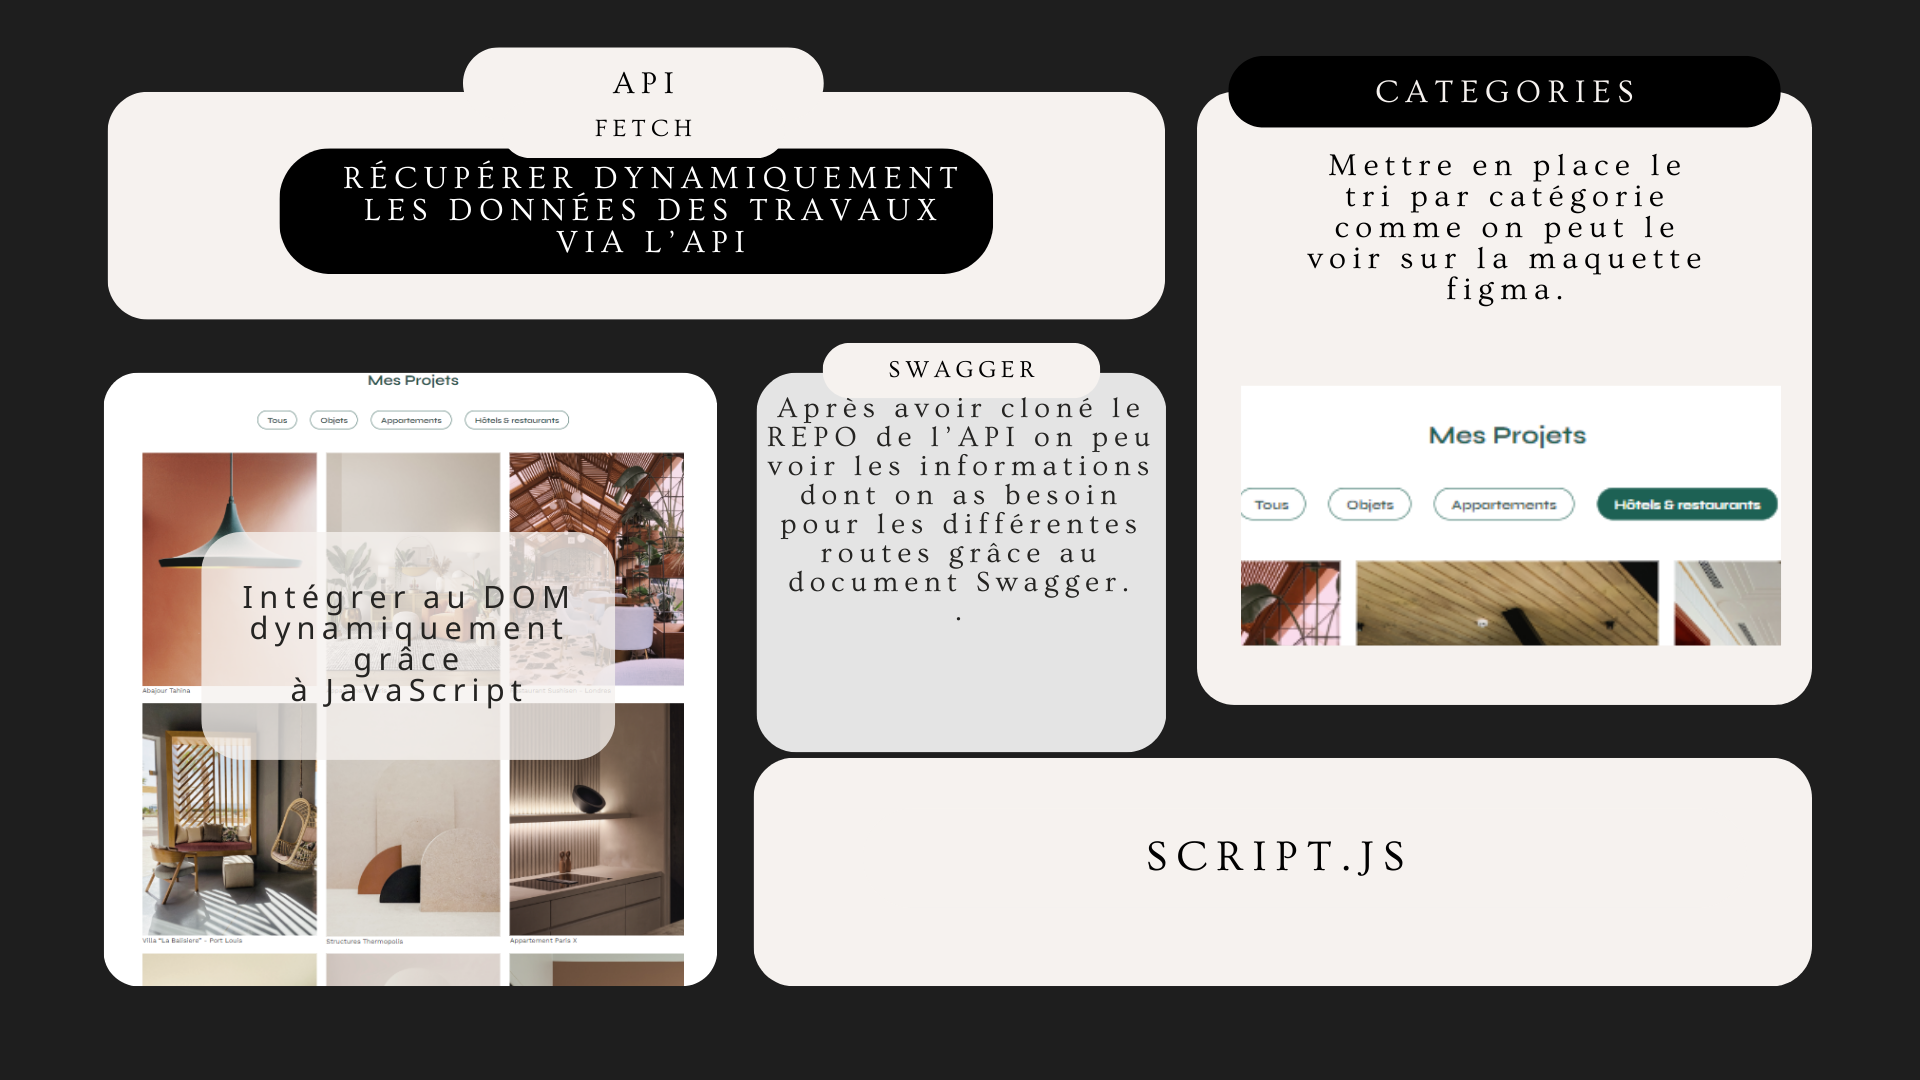 API
FETCH
RÉCUPÉRER DYNAMIQUEMENT
LES DONNÉES DES TRAVAUX
VIA L’API
CATEGORIES
Mettre en place le
tri par catégorie
comme on peut le
voir sur la maquette
figma.
Mes Projets
Tous
Objets
Appartements
Hôtels & restaurants
Mes Projets
Tous
Objets
Appartements
Hôtels & restaurants
Intégrer au DOM
dynamiquement
grâce
à JavaScript
Abajour Tahina
Villa “La Balisiere” - Port Louis
Structures Thermopolis
Appartement Paris X
SWAGGER
Après avoir cloné le
REPO de l’API on peu
voir les informations
dont on as besoin
pour les différentes
routes grâce au
document Swagger.
.
SCRIPT.JS